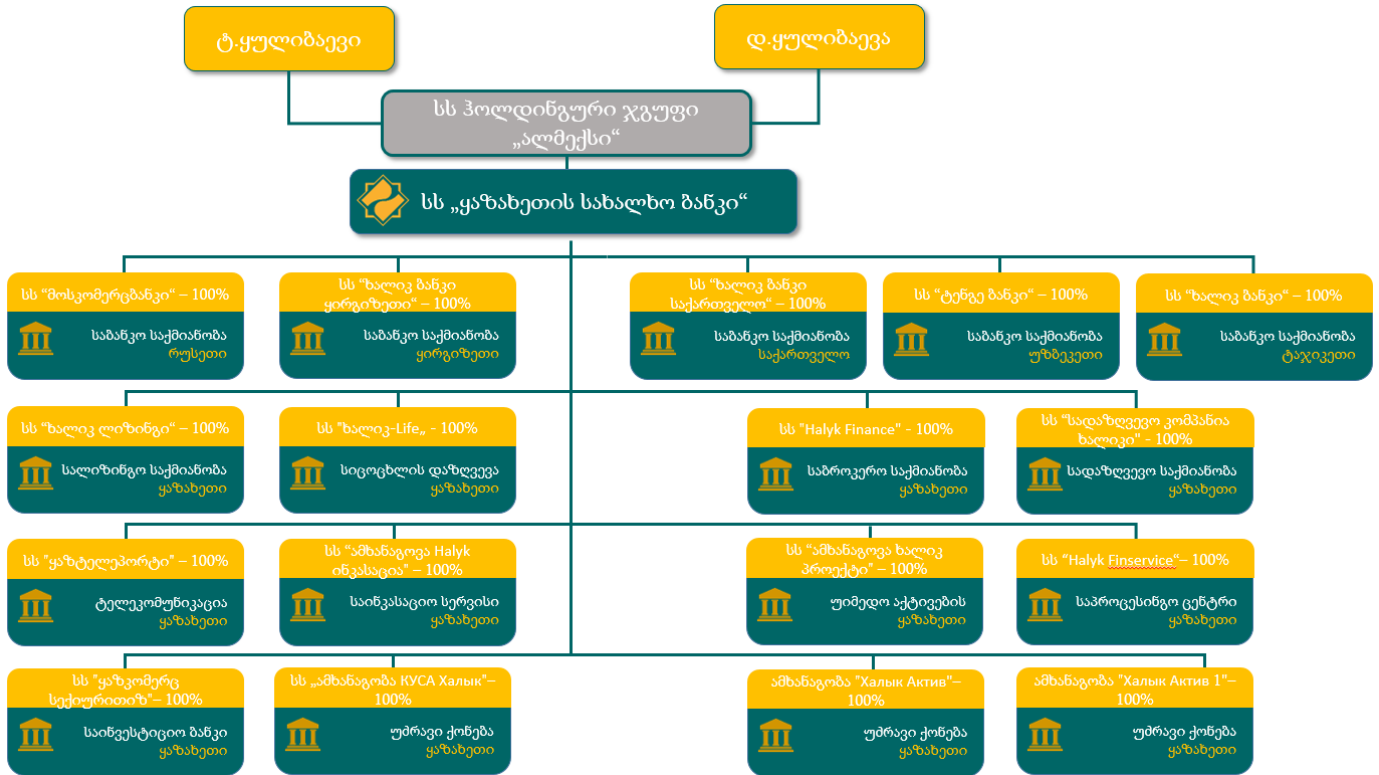 ტ.ყულიბაევი
დ.ყულიბაევა
სს ჰოლდინგური ჯგუფი
„ალმექსი“
სს „ყაზახეთის სახალხო ბანკი“
სს “მოსკომერცბანკი“ – 100%
საბანკო საქმიანობა
რუსეთი
სს “ხალიკ ბანკი
ყირგიზეთი“ – 100%
საბანკო საქმიანობა
ყირგიზეთი
სს “ხალიკ ბანკი
საქართველო“ – 100%
საბანკო საქმიანობა
საქართველო
სს “ტენგე ბანკი“ – 100%
საბანკო საქმიანობა
უზბეკეთი
სს “ხალიკ ბანკი“ – 100%
საბანკო საქმიანობა
ტაჯიკეთი
სს “ხალიკ ლიზინგი“ – 100%
სალიზინგო საქმიანობა
ყაზახეთი
სს “ხალიკ–Life„ - 100%
სიცოცხლის დაზღვევა
ყაზახეთი
სს "Halyk Finance" - 100%
საბროკერო საქმიანობა
ყაზახეთი
სს “სადაზღვევო კომპანია
ხალიკი" - 100%
სადაზღვევო საქმიანობა
ყაზახეთი
სს "ყაზტელეპორტი" – 100%
ტელეკომუნიკაცია
ყაზახეთი
სს “ამხანაგოვა Halyk
ინკასაცია" – 100%
საინკასაციო სერვისი
ყაზახეთი
სს “ამხანაგოვა ხალიკ
პროექტი" – 100%
უიმედო აქტივების
ყაზახეთი
სს “Halyk Finservice“– 100%
საპროცესინგო ცენტრი
ყაზახეთი
სს "ყაზკომერც
სექიურითიზ"– 100%
საინვესტიციო ბანკი
ყაზახეთი
სს „ამხანაგობა КУСА Халык"–
100%
უძრავი ქონება
ყაზახეთი
ამხანაგობა "Халык Актив"–
100%
უძრავი ქონება
ყაზახეთი
ამხანაგობა "Халык Актив 1"–
100%
უძრავი ქონება
ყაზახეთი